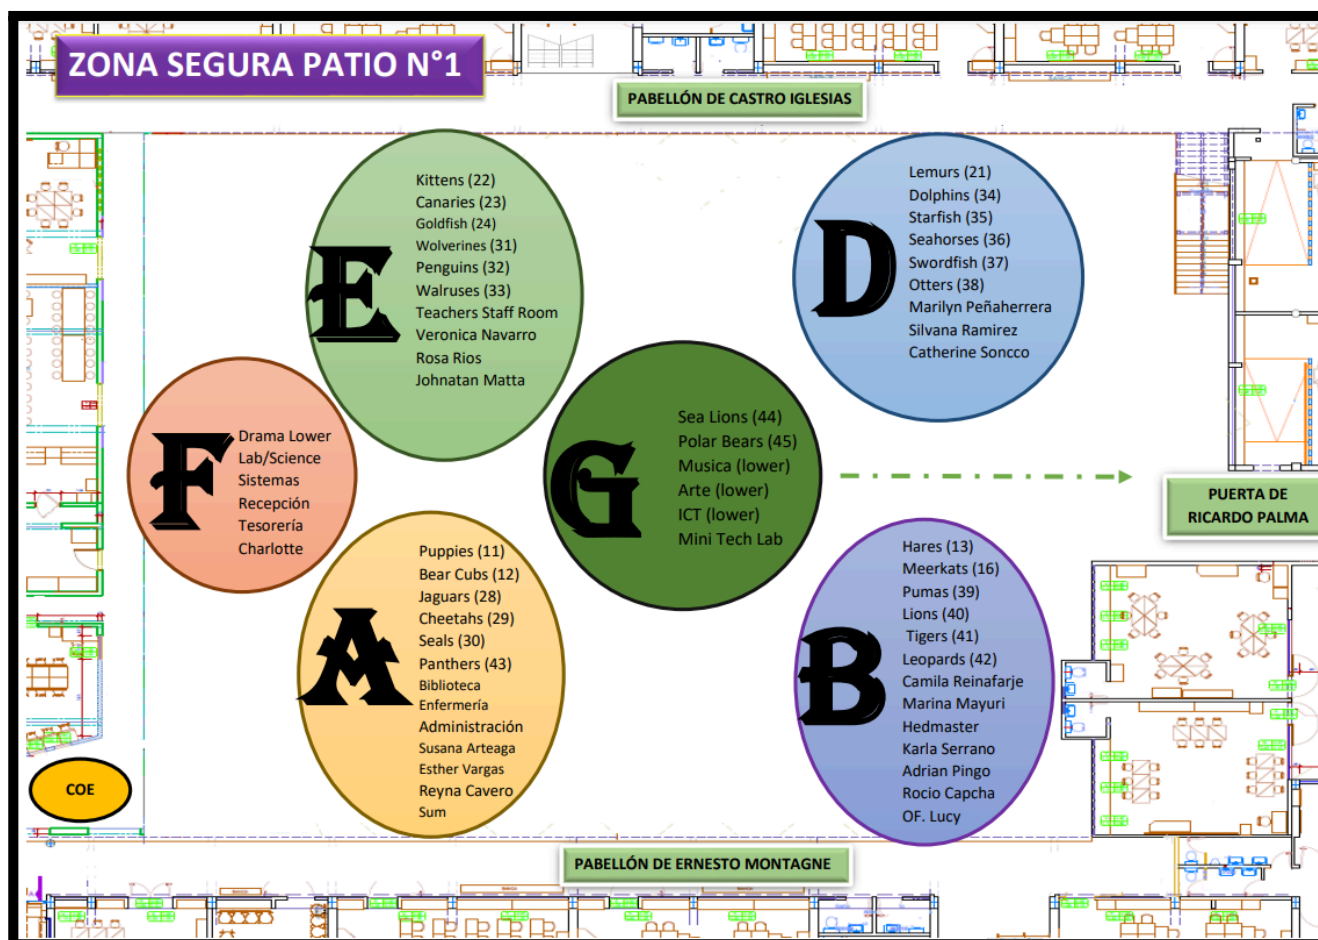 ZONA SEGURA PATIO N°1
PABELLÓN DE CASTRO IGLESIAS
E
Kittens (22)
Canaries (23)
Goldfish (24)
Wolverines (31)
Penguins (32)
Walruses (33)
Teachers Staff Room
Veronica Navarro
Rosa Rios
Johnatan Matta
D
Lemurs (21)
Dolphins (34)
Starfish (35)
Seahorses (36)
Swordfish (37)
Otters (38)
Marilyn Peñaherrera
Silvana Ramirez
Catherine Soncco
F
Drama Lower
Lab/Science
Sistemas
Recepción
Tesorería
Charlotte
G
Sea Lions (44)
Polar Bears (45)
Musica (lower)
Arte (lower)
ICT (lower)
Mini Tech Lab
PUERTA DE
RICARDO PALMA
A
Puppies (11)
Bear Cubs (12)
Jaguars (28)
Cheetahs (29)
Seals (30)
Panthers (43)
Biblioteca
Enfermería
Administración
Susana Arteaga
Esther Vargas
Reyna Cavero
Sum
B
Hares (13)
Meerkats (16)
Pumas (39)
Lions (40)
Tigers (41)
Leopards (42)
Camila Reinafarje
Marina Mayuri
Hedmaster
Karla Serrano
Adrian Pingo
Rocio Capcha
OF. Lucy
COE
PABELLÓN DE ERNESTO MONTAGNE